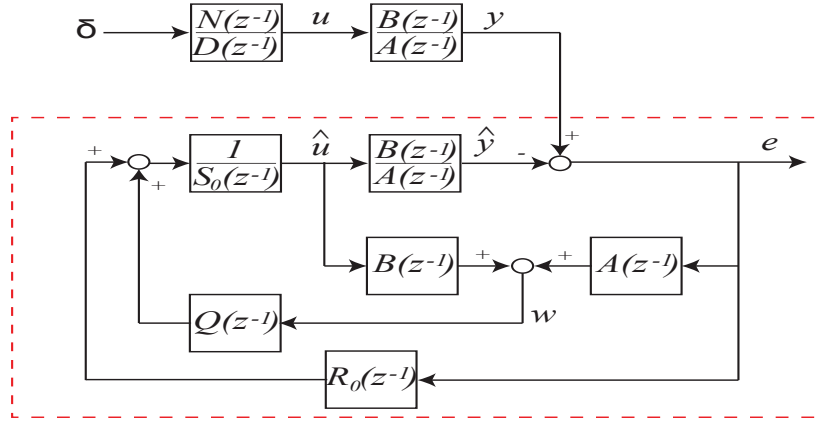 δ
N(z-1)
D(z-1)
u
B(z-1)
A(z-1)
y
+
+
1
S0(z-1)
û
B(z-1)
A(z-1)
ŷ
-
+
e
B(z-1)
+
+
A(z-1)
w
Q(z-1)
R0(z-1)